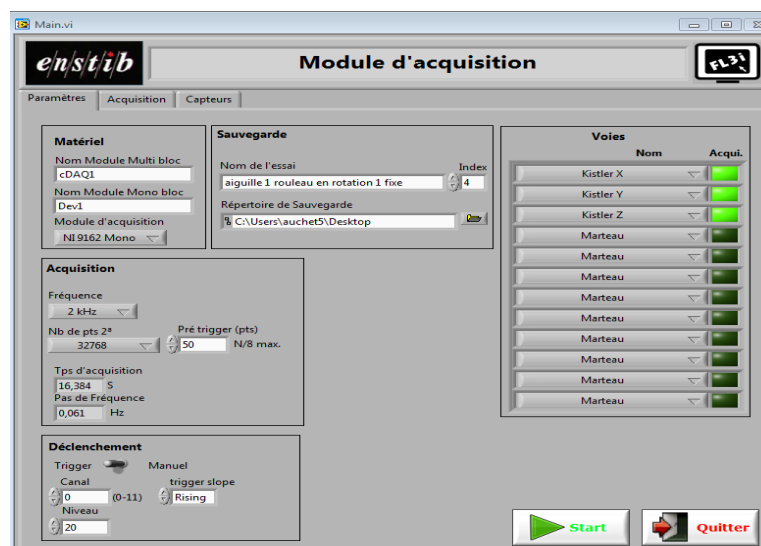 Main.vi
e/n/s/t/i/b
Module d'acquisition
FL3i
Paramètres Acquisition Capteurs
Matériel
Nom Module Multi bloc
cDAQ1
Nom Module Mono bloc
Dev1
Module d'acquisition
NI 9162 Mono
Sauvegarde
Nom de l'essai Index
aiguille 1 rouleau en rotation 1 fixe 4
Répertoire de Sauvegarde
C:\Users\auchet5\Desktop
Voies
Nom Acqui.
Kistler X
Kistler Y
Kistler Z
Marteau
Marteau
Marteau
Marteau
Marteau
Marteau
Marteau
Marteau
Marteau
Acquisition
Fréquence
2 kHz
Nb de pts 2ª Pré trigger (pts)
32768 50 N/8 max.
Tps d'acquisition
16,384 S
Pas de Fréquence
0,061 Hz
Déclenchement
Trigger Manuel
Canal trigger slope
0 (0-11) Rising
Niveau
20
Start Quitter